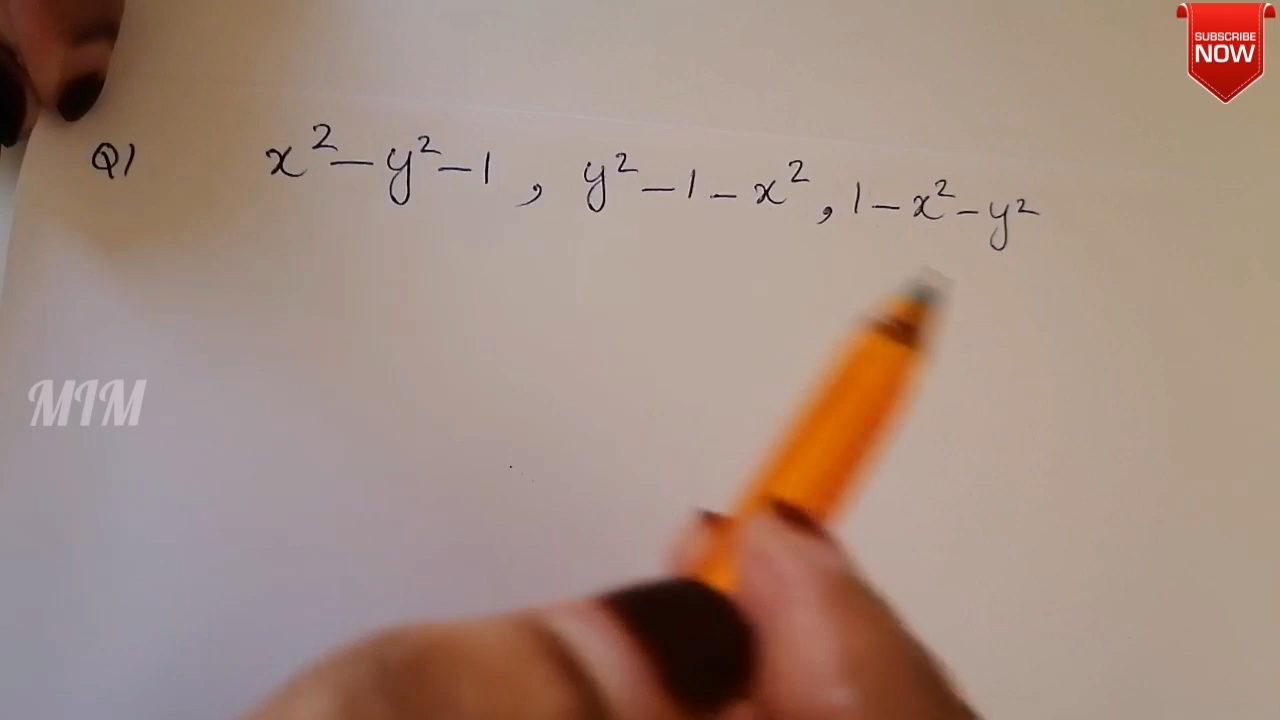 SUBSCRIBE
NOW
Q1 x² - y² - 1 , y² - 1 - x² , 1 - x² - y²
MIM